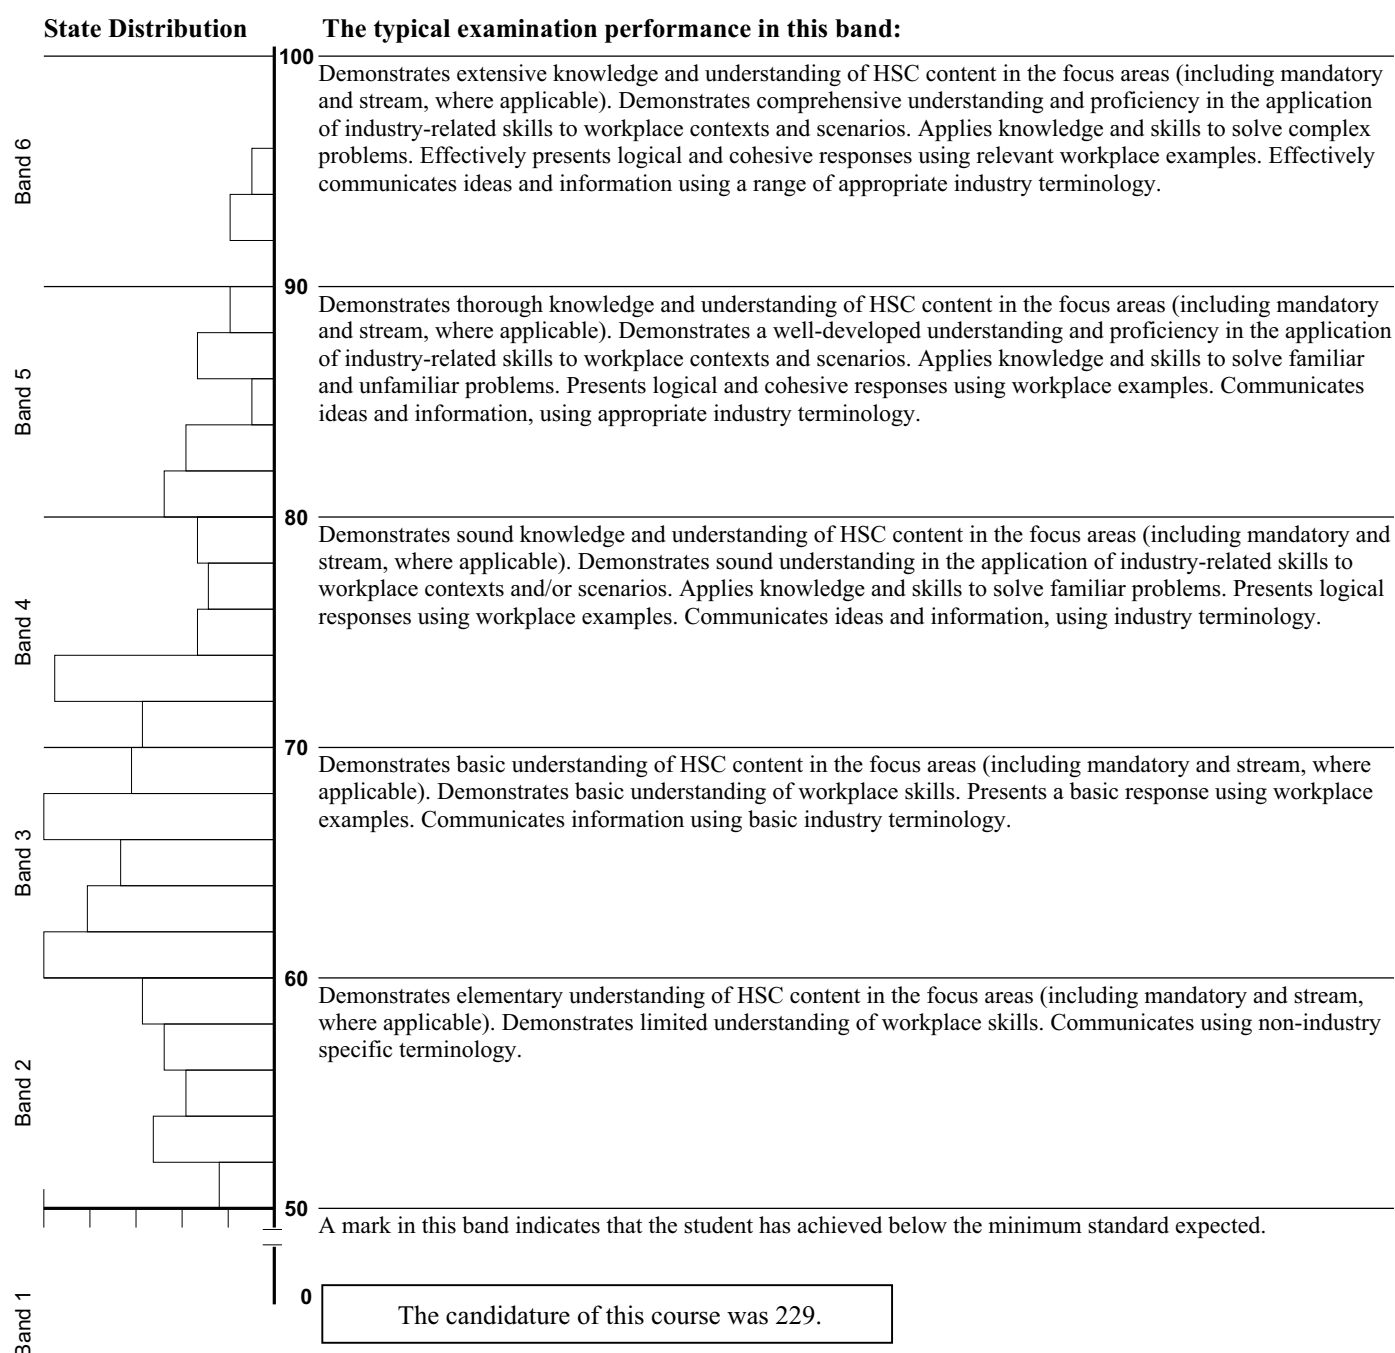 State Distribution
The typical examination performance in this band:
100
Band 6
Demonstrates extensive knowledge and understanding of HSC content in the focus areas (including mandatory
and stream, where applicable). Demonstrates comprehensive understanding and proficiency in the application
of industry-related skills to workplace contexts and scenarios. Applies knowledge and skills to solve complex
problems. Effectively presents logical and cohesive responses using relevant workplace examples. Effectively
communicates ideas and information using a range of appropriate industry terminology.
90
Band 5
Demonstrates thorough knowledge and understanding of HSC content in the focus areas (including mandatory
and stream, where applicable). Demonstrates a well-developed understanding and proficiency in the application
of industry-related skills to workplace contexts and scenarios. Applies knowledge and skills to solve familiar
and unfamiliar problems. Presents logical and cohesive responses using workplace examples. Communicates
ideas and information, using appropriate industry terminology.
80
Band 4
Demonstrates sound knowledge and understanding of HSC content in the focus areas (including mandatory and
stream, where applicable). Demonstrates sound understanding in the application of industry-related skills to
workplace contexts and/or scenarios. Applies knowledge and skills to solve familiar problems. Presents logical
responses using workplace examples. Communicates ideas and information, using industry terminology.
70
Band 3
Demonstrates basic understanding of HSC content in the focus areas (including mandatory and stream, where
applicable). Demonstrates basic understanding of workplace skills. Presents a basic response using workplace
examples. Communicates information using basic industry terminology.
60
Band 2
Demonstrates elementary understanding of HSC content in the focus areas (including mandatory and stream,
where applicable). Demonstrates limited understanding of workplace skills. Communicates using non-industry
specific terminology.
50
A mark in this band indicates that the student has achieved below the minimum standard expected.
Band 1
0
The candidature of this course was 229.